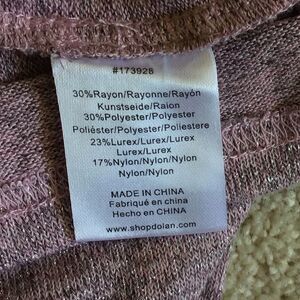 #173928
30%Rayon/Rayonne/Rayón
Kunstseide/Raion
30%Polyester/Polyester
Poliéster/Polyester/Poliestere
23%Lurex/Lurex/Lurex
Lurex/Lurex
17%Nylon/Nylon/Nylon
Nylon/Nylon
MADE IN CHINA
Fabriqué en china
Hecho en CHINA
www.shopdolan.com